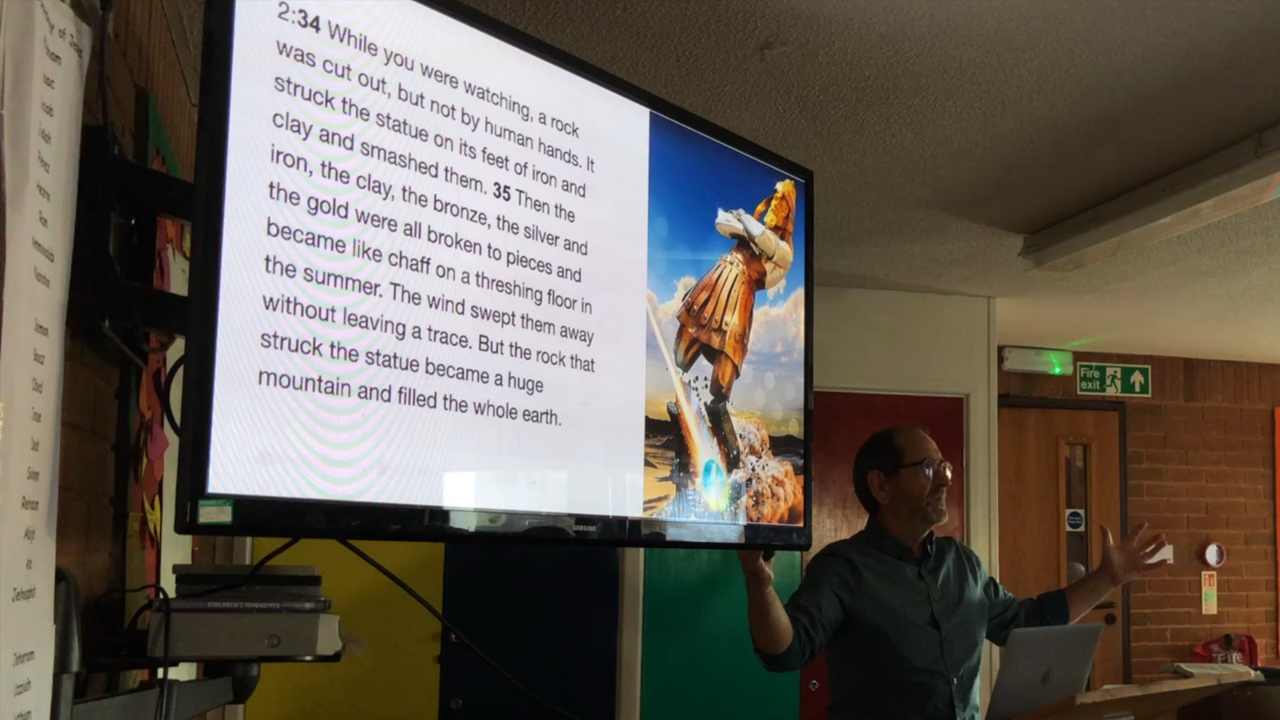 2:34 While you were watching, a rock
was cut out, but not by human hands. It
struck the statue on its feet of iron and
clay and smashed them. 35 Then the
iron, the clay, the bronze, the silver and
the gold were all broken to pieces and
became like chaff on a threshing floor in
the summer. The wind swept them away
without leaving a trace. But the rock that
struck the statue became a huge
mountain and filled the whole earth.
SAMSUNG
Fire
exit